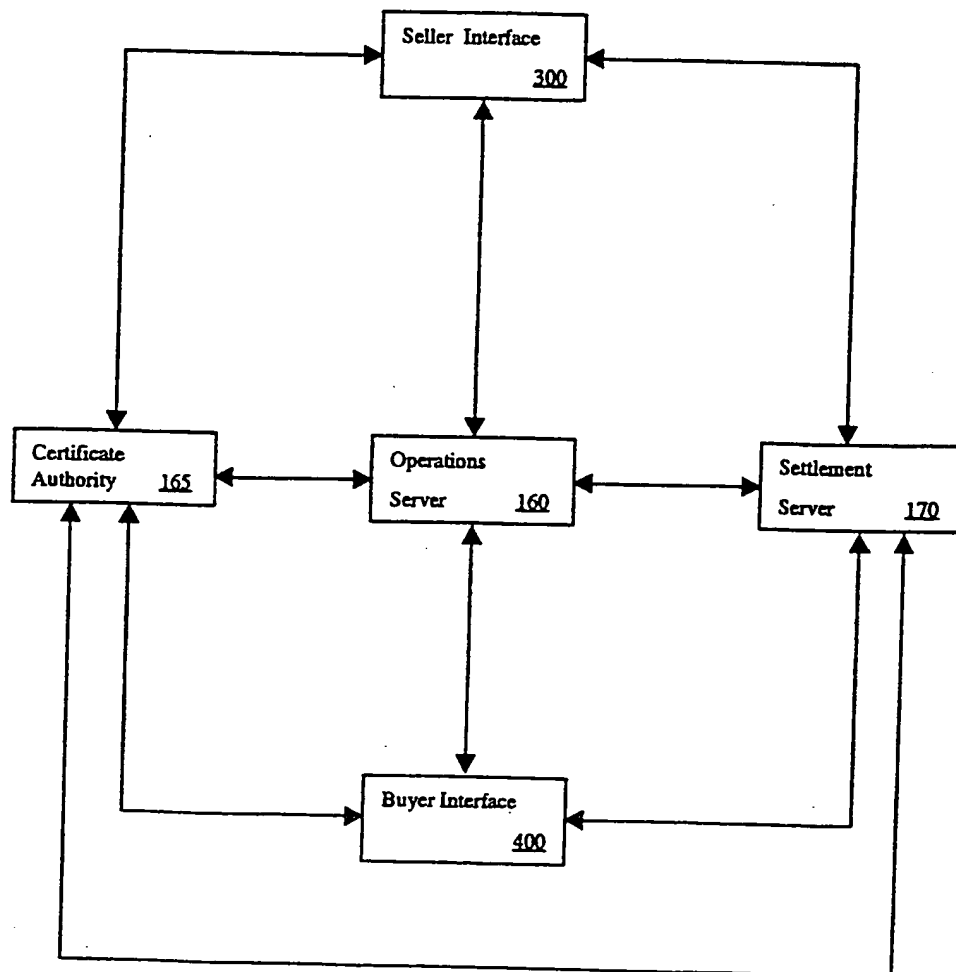 Seller Interface
300
Certificate
Authority 165
Operations
Server 160
Settlement
Server 170
Buyer Interface
400